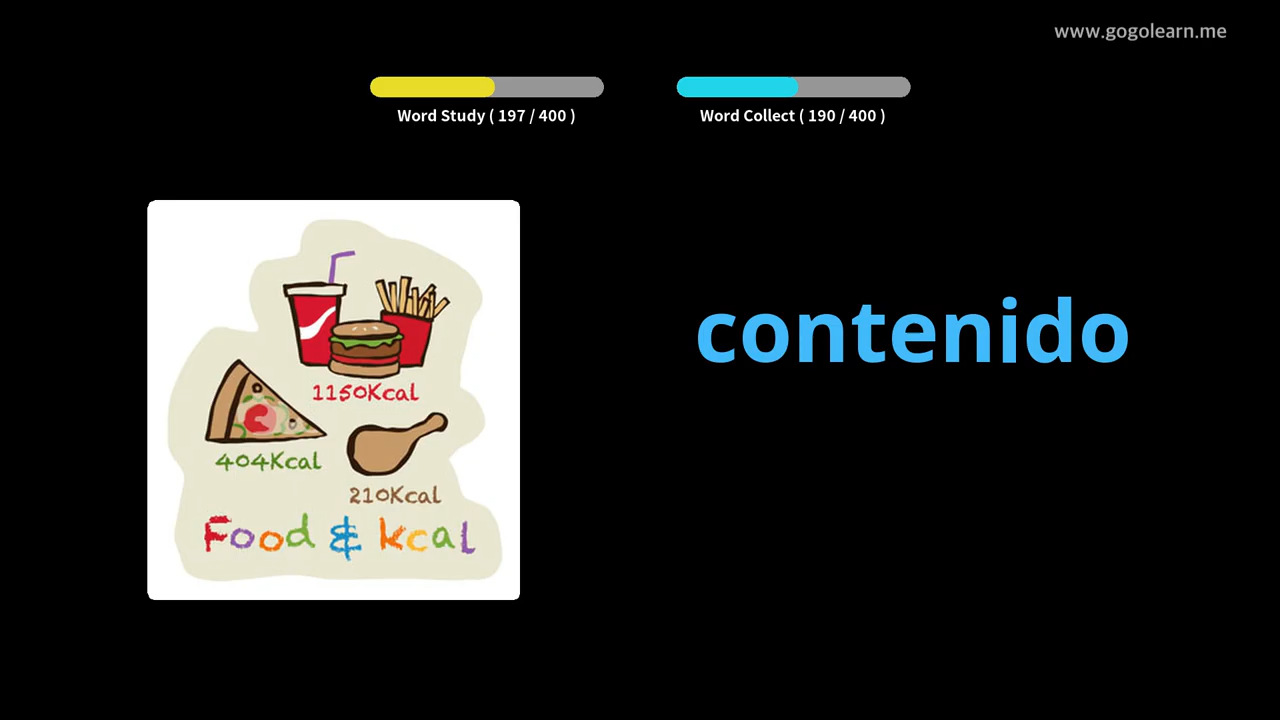 www.gogolearn.me
Word Study ( 197 / 400 )
Word Collect ( 190 / 400 )
contenido
1150Kcal
404Kcal
210Kcal
Food & kcal